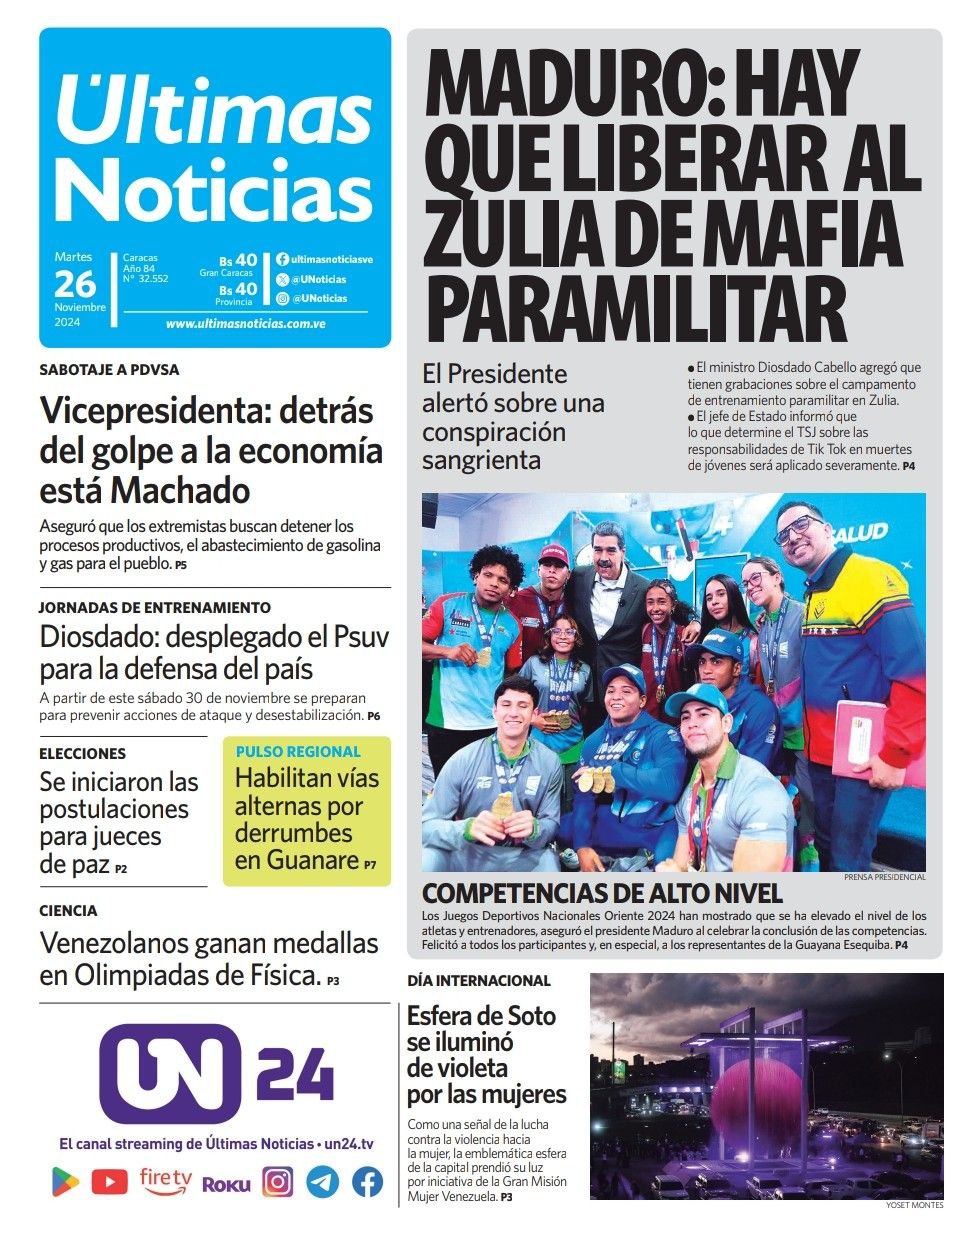 Últimas
Noticias
Martes
26
Noviembre
2024
Caracas
Año 84
N° 32.552
Bs 40
Gran Caracas
Bs 40
Provincia
ultimasnoticiasve
@UNoticias
@UNoticias
www.ultimasnoticias.com.ve
MADURO: HAY
QUE LIBERAR AL
ZULIA DE MAFIA
PARAMILITAR
El Presidente
alertó sobre una
conspiración
sangrienta
● El ministro Diosdado Cabello agregó que
tienen grabaciones sobre el campamento
de entrenamiento paramilitar en Zulia.
● El jefe de Estado informó que
lo que determine el TSJ sobre las
responsabilidades de Tik Tok en muertes
de jóvenes será aplicado severamente. P4
SALUD
PRENSA PRESIDENCIAL
COMPETENCIAS DE ALTO NIVEL
Los Juegos Deportivos Nacionales Oriente 2024 han mostrado que se ha elevado el nivel de los
atletas y entrenadores, aseguró el presidente Maduro al celebrar la conclusión de las competencias.
Felicitó a todos los participantes y, en especial, a los representantes de la Guayana Esequiba. P4
SABOTAJE A PDVSA
Vicepresidenta: detrás
del golpe a la economía
está Machado
Aseguró que los extremistas buscan detener los
procesos productivos, el abastecimiento de gasolina
y gas para el pueblo. P5
JORNADAS DE ENTRENAMIENTO
Diosdado: desplegado el Psuv
para la defensa del país
A partir de este sábado 30 de noviembre se preparan
para prevenir acciones de ataque y desestabilización. P6
ELECCIONES
Se iniciaron las
postulaciones
para jueces
de paz P2
PULSO REGIONAL
Habilitan vías
alternas por
derrumbes
en Guanare P7
CIENCIA
Venezolanos ganan medallas
en Olimpiadas de Física. P3
UN 24
El canal streaming de Últimas Noticias • un24.tv
fire tv
ROKU
DÍA INTERNACIONAL
Esfera de Soto
se iluminó
de violeta
por las mujeres
Como una señal de la lucha
contra la violencia hacia
la mujer, la emblemática esfera
de la capital prendió su luz
por iniciativa de la Gran Misión
Mujer Venezuela. P3
YOSET MONTES